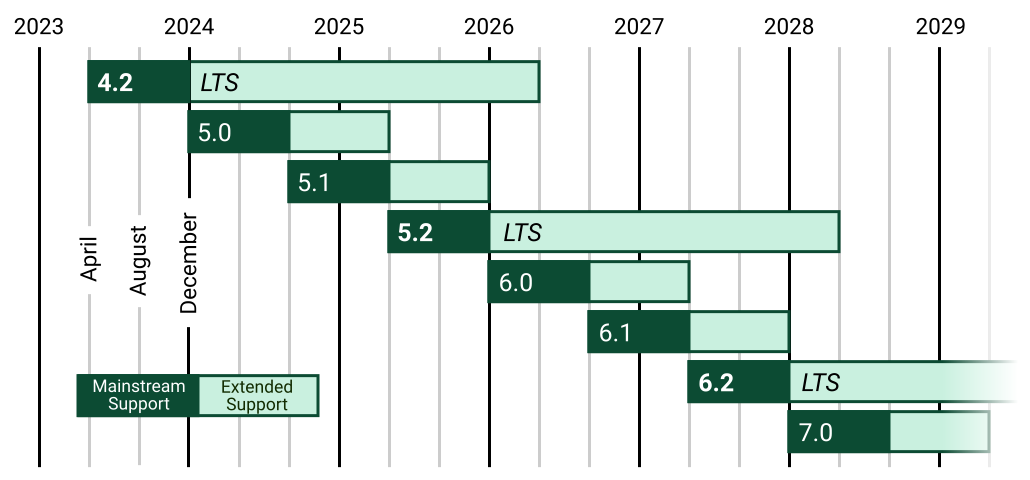 2023 2024 2025 2026 2027 2028 2029
4.2 LTS
5.0
5.1
5.2 LTS
April August December
6.0
6.1
6.2 LTS
Mainstream Support
Extended Support
7.0